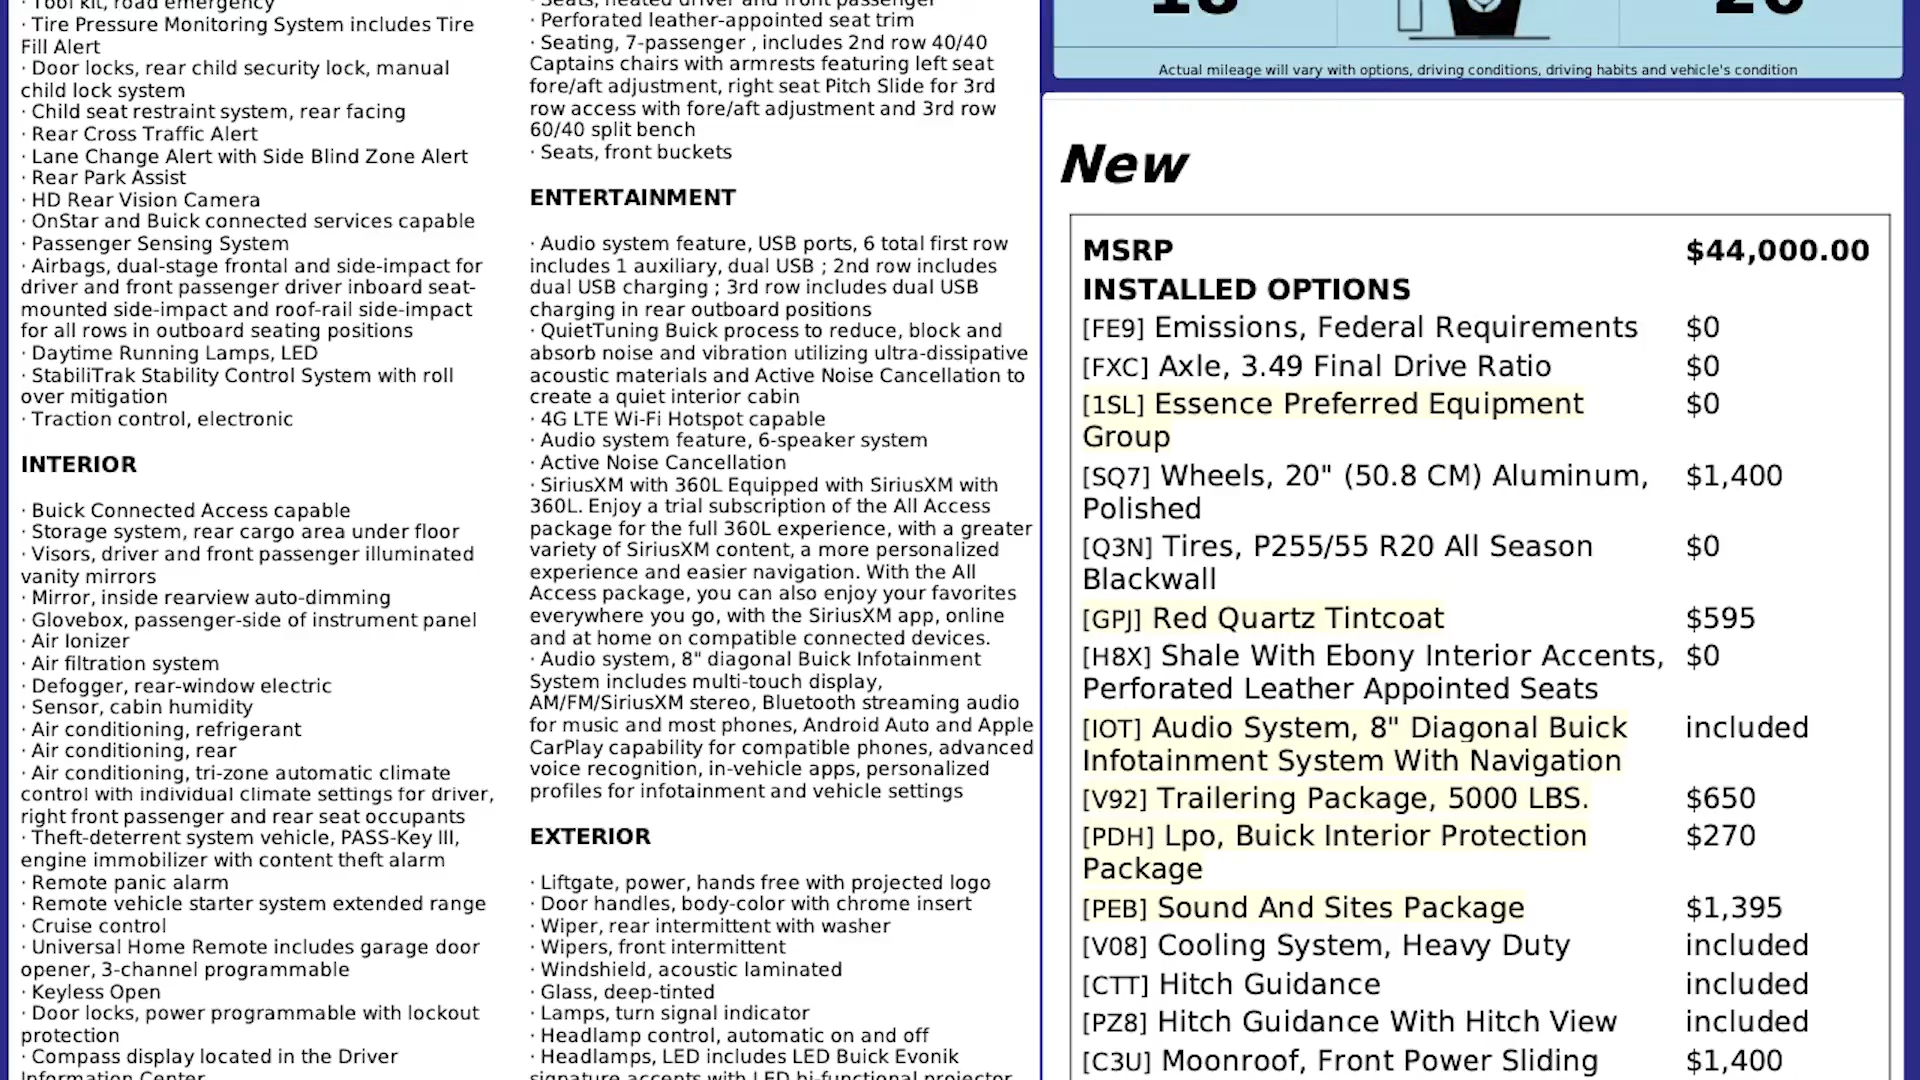 · Tool kit, road emergency
· Tire Pressure Monitoring System includes Tire
Fill Alert
· Door locks, rear child security lock, manual
child lock system
· Child seat restraint system, rear facing
· Rear Cross Traffic Alert
· Lane Change Alert with Side Blind Zone Alert
· Rear Park Assist
· HD Rear Vision Camera
· OnStar and Buick connected services capable
· Passenger Sensing System
· Airbags, dual-stage frontal and side-impact for
driver and front passenger driver inboard seat-
mounted side-impact and roof-rail side-impact
for all rows in outboard seating positions
· Daytime Running Lamps, LED
· StabiliTrak Stability Control System with roll
over mitigation
· Traction control, electronic
INTERIOR
· Buick Connected Access capable
· Storage system, rear cargo area under floor
· Visors, driver and front passenger illuminated
vanity mirrors
· Mirror, inside rearview auto-dimming
· Glovebox, passenger-side of instrument panel
· Air Ionizer
· Air filtration system
· Defogger, rear-window electric
· Sensor, cabin humidity
· Air conditioning, refrigerant
· Air conditioning, rear
· Air conditioning, tri-zone automatic climate
control with individual climate settings for driver,
right front passenger and rear seat occupants
· Theft-deterrent system vehicle, PASS-Key III,
engine immobilizer with content theft alarm
· Remote panic alarm
· Remote vehicle starter system extended range
· Cruise control
· Universal Home Remote includes garage door
opener, 3-channel programmable
· Keyless Open
· Door locks, power programmable with lockout
protection
· Compass display located in the Driver
Information Center
· Seats, heated driver and front passenger
· Perforated leather-appointed seat trim
· Seating, 7-passenger , includes 2nd row 40/40
Captains chairs with armrests featuring left seat
fore/aft adjustment, right seat Pitch Slide for 3rd
row access with fore/aft adjustment and 3rd row
60/40 split bench
· Seats, front buckets
ENTERTAINMENT
· Audio system feature, USB ports, 6 total first row
includes 1 auxiliary, dual USB ; 2nd row includes
dual USB charging ; 3rd row includes dual USB
charging in rear outboard positions
· QuietTuning Buick process to reduce, block and
absorb noise and vibration utilizing ultra-dissipative
acoustic materials and Active Noise Cancellation to
create a quiet interior cabin
· 4G LTE Wi-Fi Hotspot capable
· Audio system feature, 6-speaker system
· Active Noise Cancellation
· SiriusXM with 360L Equipped with SiriusXM with
360L. Enjoy a trial subscription of the All Access
package for the full 360L experience, with a greater
variety of SiriusXM content, a more personalized
experience and easier navigation. With the All
Access package, you can also enjoy your favorites
everywhere you go, with the SiriusXM app, online
and at home on compatible connected devices.
· Audio system, 8" diagonal Buick Infotainment
System includes multi-touch display,
AM/FM/SiriusXM stereo, Bluetooth streaming audio
for music and most phones, Android Auto and Apple
CarPlay capability for compatible phones, advanced
voice recognition, in-vehicle apps, personalized
profiles for infotainment and vehicle settings
EXTERIOR
· Liftgate, power, hands free with projected logo
· Door handles, body-color with chrome insert
· Wiper, rear intermittent with washer
· Wipers, front intermittent
· Windshield, acoustic laminated
· Glass, deep-tinted
· Lamps, turn signal indicator
· Headlamp control, automatic on and off
· Headlamps, LED includes LED Buick Evonik
signature accents with LED bi-functional projector
18 26
Actual mileage will vary with options, driving conditions, driving habits and vehicle's condition
New
MSRP $44,000.00
INSTALLED OPTIONS
[FE9] Emissions, Federal Requirements $0
[FXC] Axle, 3.49 Final Drive Ratio $0
[1SL] Essence Preferred Equipment $0
Group
[SQ7] Wheels, 20" (50.8 CM) Aluminum, $1,400
Polished
[Q3N] Tires, P255/55 R20 All Season $0
Blackwall
[GPJ] Red Quartz Tintcoat $595
[H8X] Shale With Ebony Interior Accents, $0
Perforated Leather Appointed Seats
[IOT] Audio System, 8" Diagonal Buick included
Infotainment System With Navigation
[V92] Trailering Package, 5000 LBS. $650
[PDH] Lpo, Buick Interior Protection $270
Package
[PEB] Sound And Sites Package $1,395
[V08] Cooling System, Heavy Duty included
[CTT] Hitch Guidance included
[PZ8] Hitch Guidance With Hitch View included
[C3U] Moonroof, Front Power Sliding $1,400